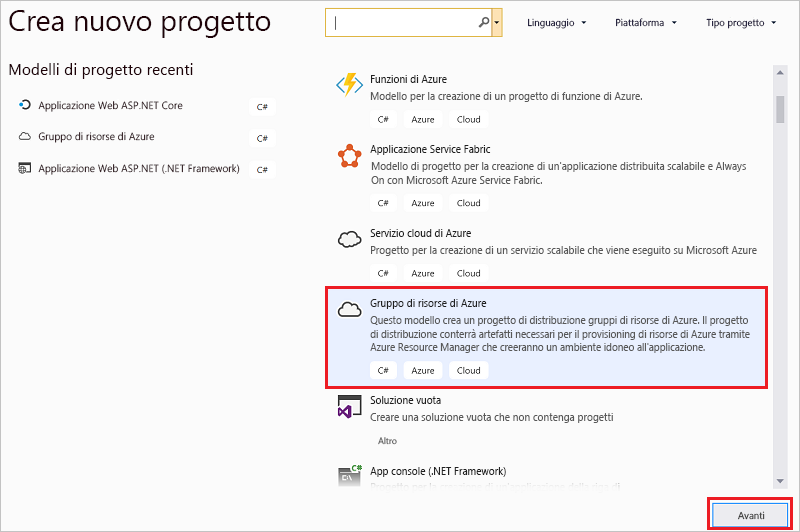 Crea nuovo progetto
Linguaggio
Piattaforma
Tipo progetto
Modelli di progetto recenti
Applicazione Web ASP.NET Core
C#
Gruppo di risorse di Azure
C#
Applicazione Web ASP.NET (.NET Framework)
C#
Funzioni di Azure
Modello per la creazione di un progetto di funzione di Azure.
C# Azure Cloud
Applicazione Service Fabric
Modello di progetto per la creazione di un'applicazione distribuita scalabile e Always
On con Microsoft Azure Service Fabric.
C# Azure Cloud
Servizio cloud di Azure
Progetto per la creazione di un servizio scalabile che viene eseguito su Microsoft Azure
C# Azure Cloud
Gruppo di risorse di Azure
Questo modello crea un progetto di distribuzione gruppi di risorse di Azure. Il progetto
di distribuzione conterrà artefatti necessari per il provisioning di risorse di Azure tramite
Azure Resource Manager che creeranno un ambiente idoneo all'applicazione.
C# Azure Cloud
Soluzione vuota
Creare una soluzione vuota che non contenga progetti
Altro
C#
App console (.NET Framework)
Avanti